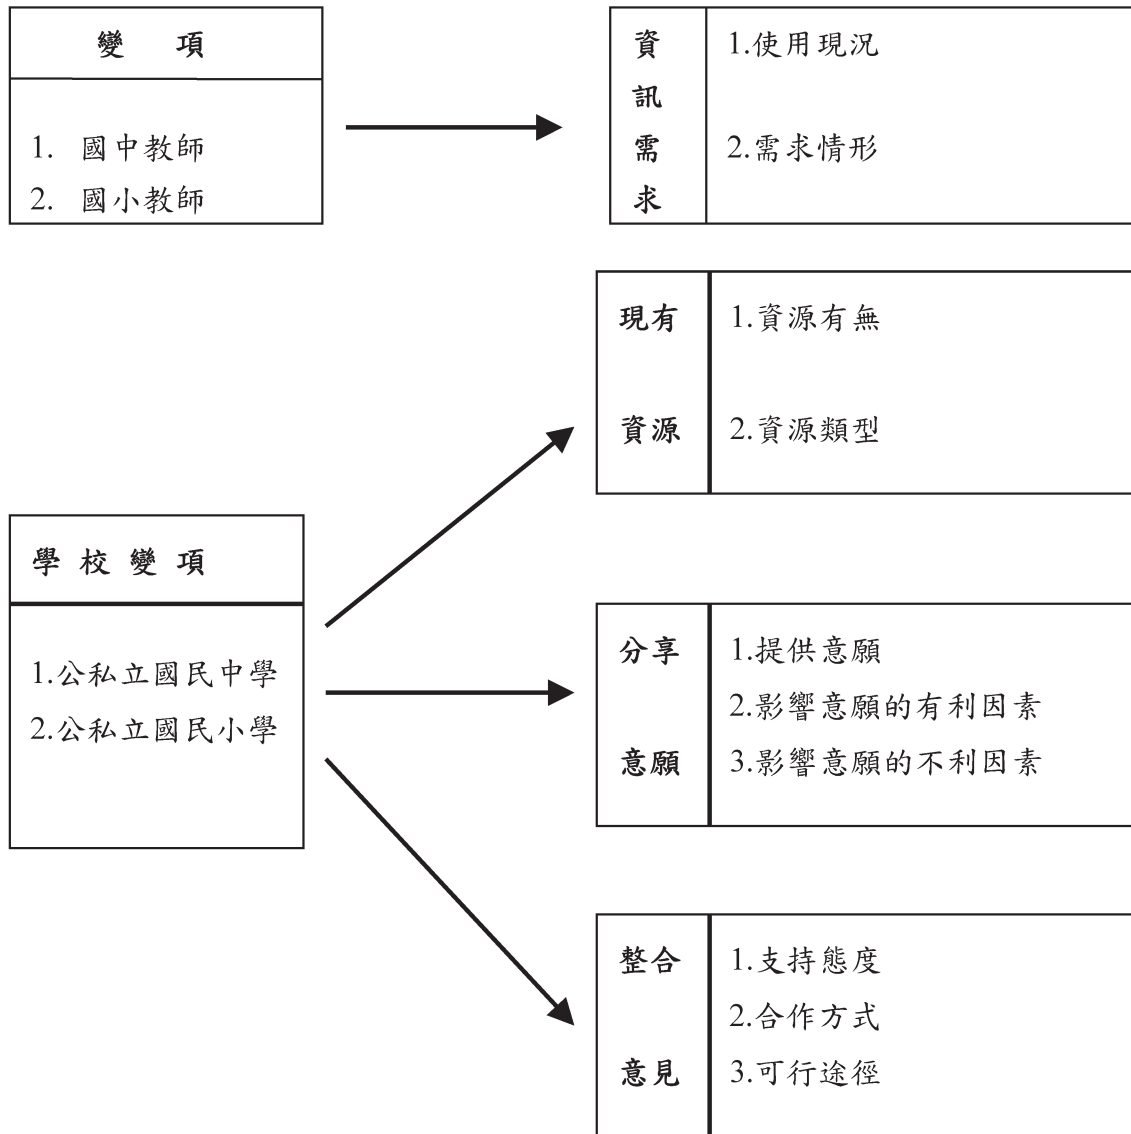 變 項
1. 國中教師
2. 國小教師
資
訊
需
求
1.使用現況
2.需求情形
現有
資源
1.資源有無
2.資源類型
學 校 變 項
1.公私立國民中學
2.公私立國民小學
分享
意願
1.提供意願
2.影響意願的有利因素
3.影響意願的不利因素
整合
意見
1.支持態度
2.合作方式
3.可行途徑